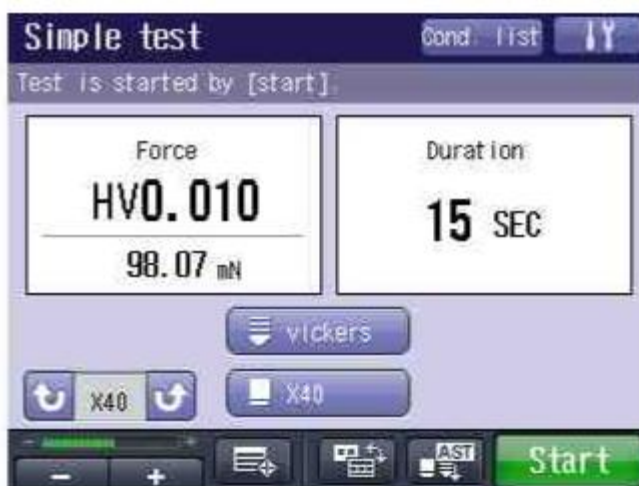 Simple test
Cond. list
Test is started by [start].
Force
HV0.010
98.07 mN
Duration
15 SEC
vickers
X40
X40
- +
- +
AST
Start